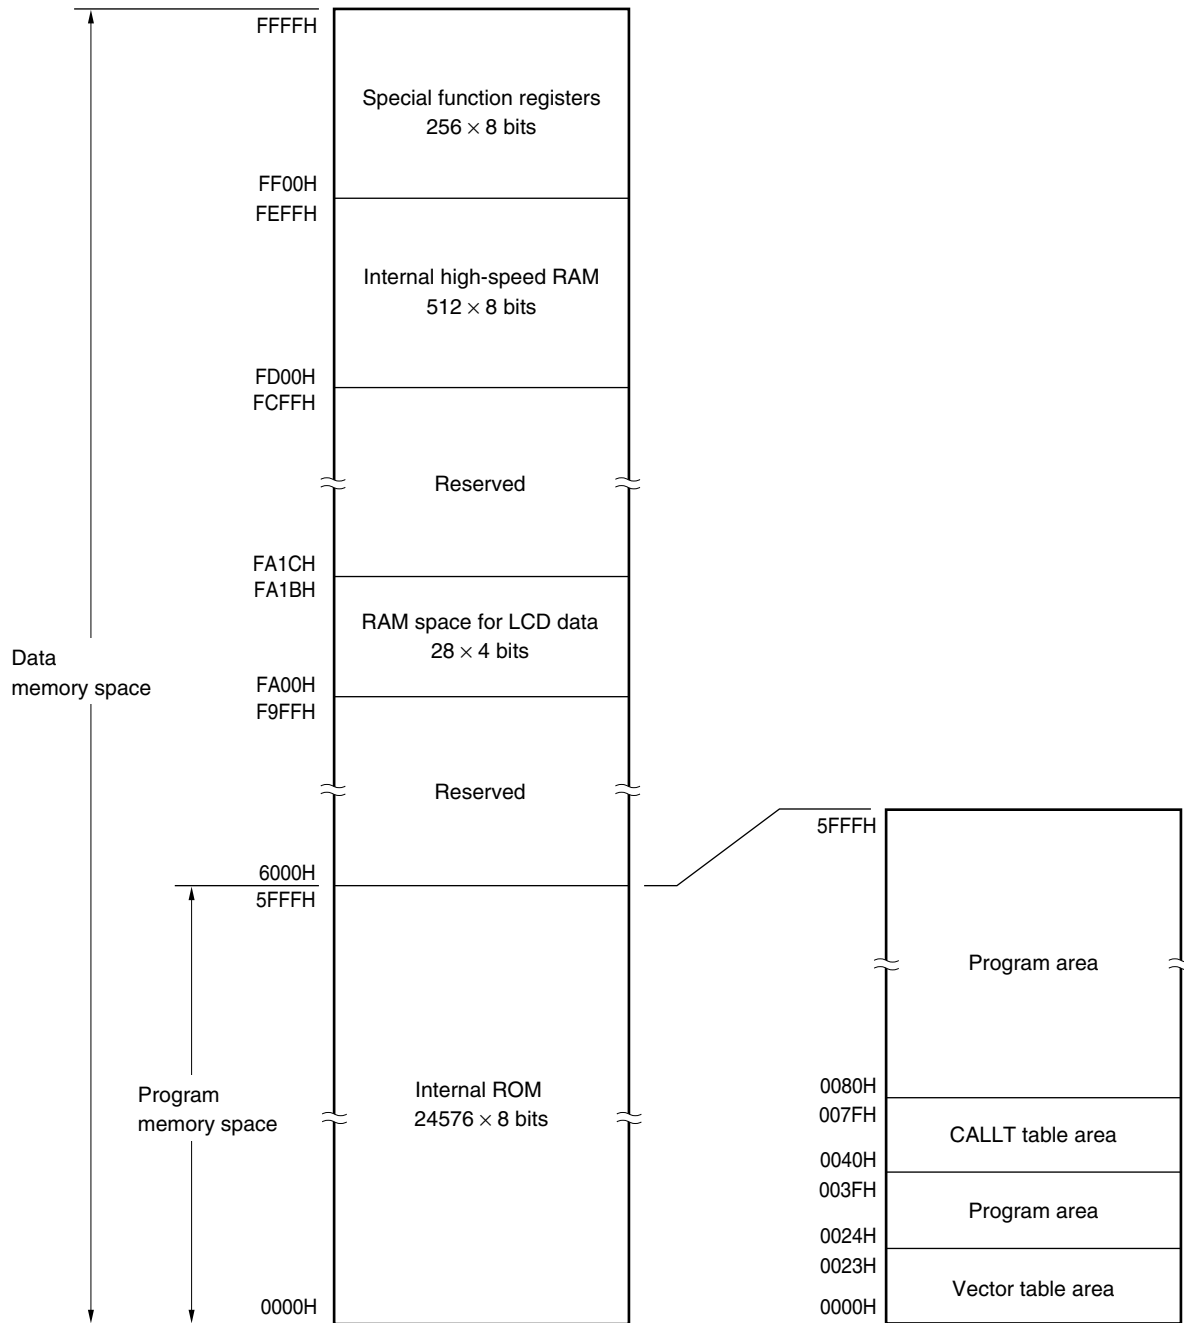 FFFFH
Special function registers
256 × 8 bits
FF00H
FEFFH
Internal high-speed RAM
512 × 8 bits
FD00H
FCFFH
Reserved
FA1CH
FA1BH
RAM space for LCD data
28 × 4 bits
Data
memory space
FA00H
F9FFH
Reserved
6000H
5FFFH
Program
memory space
Internal ROM
24576 × 8 bits
0000H
5FFFH
Program area
0080H
007FH
CALLT table area
0040H
003FH
Program area
0024H
0023H
Vector table area
0000H